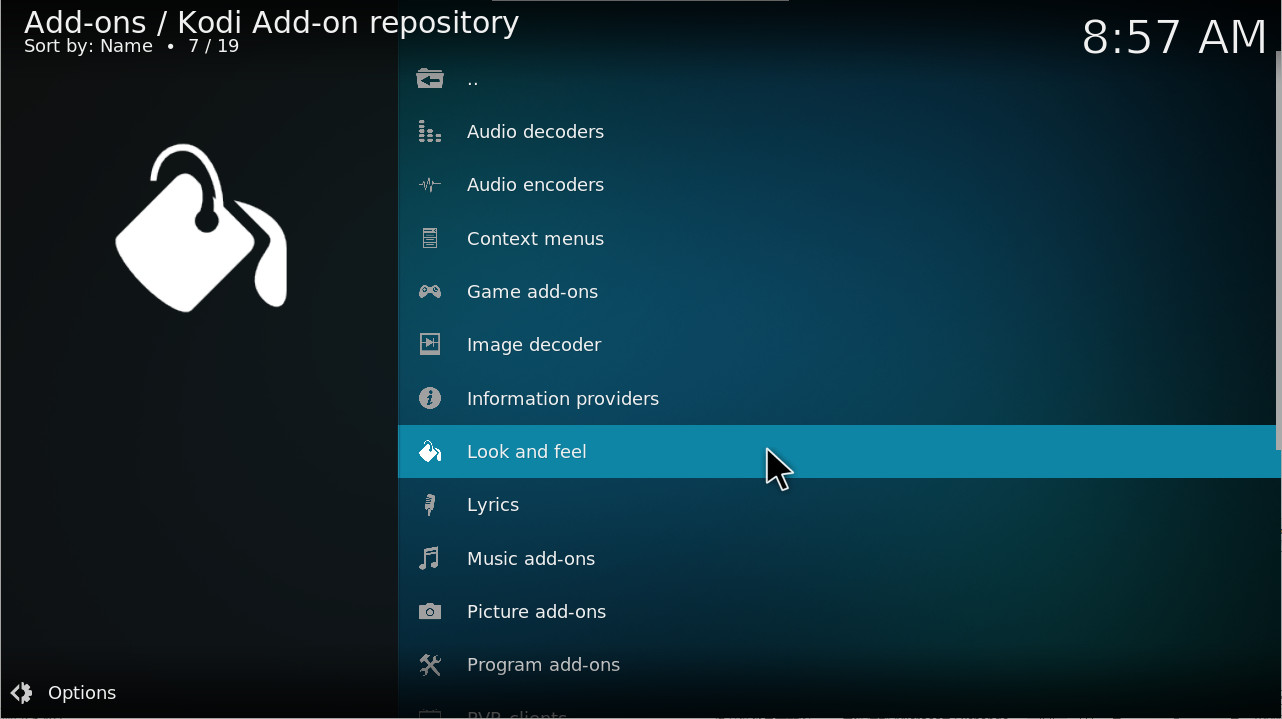 Add-ons / Kodi Add-on repository
Sort by: Name • 7 / 19
8:57 AM
..
Audio decoders
Audio encoders
Context menus
Game add-ons
Image decoder
Information providers
Look and feel
Lyrics
Music add-ons
Picture add-ons
Program add-ons
PVR clients
Options